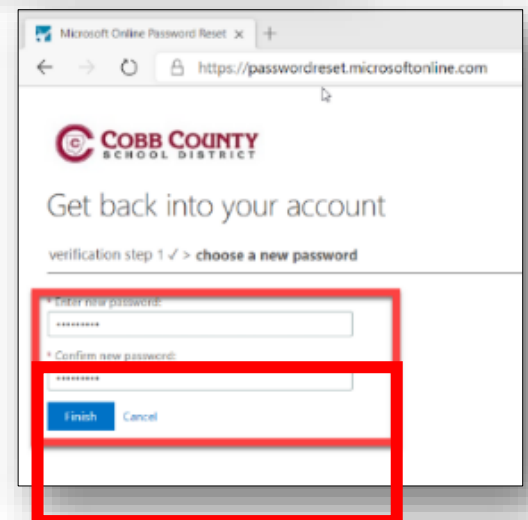 Microsoft Online Password Reset
https://passwordreset.microsoftonline.com
COBB COUNTY
SCHOOL DISTRICT
Get back into your account
verification step 1 ✓ > choose a new password
* Enter new password:
•••••••••
* Confirm new password:
•••••••••
Finish Cancel